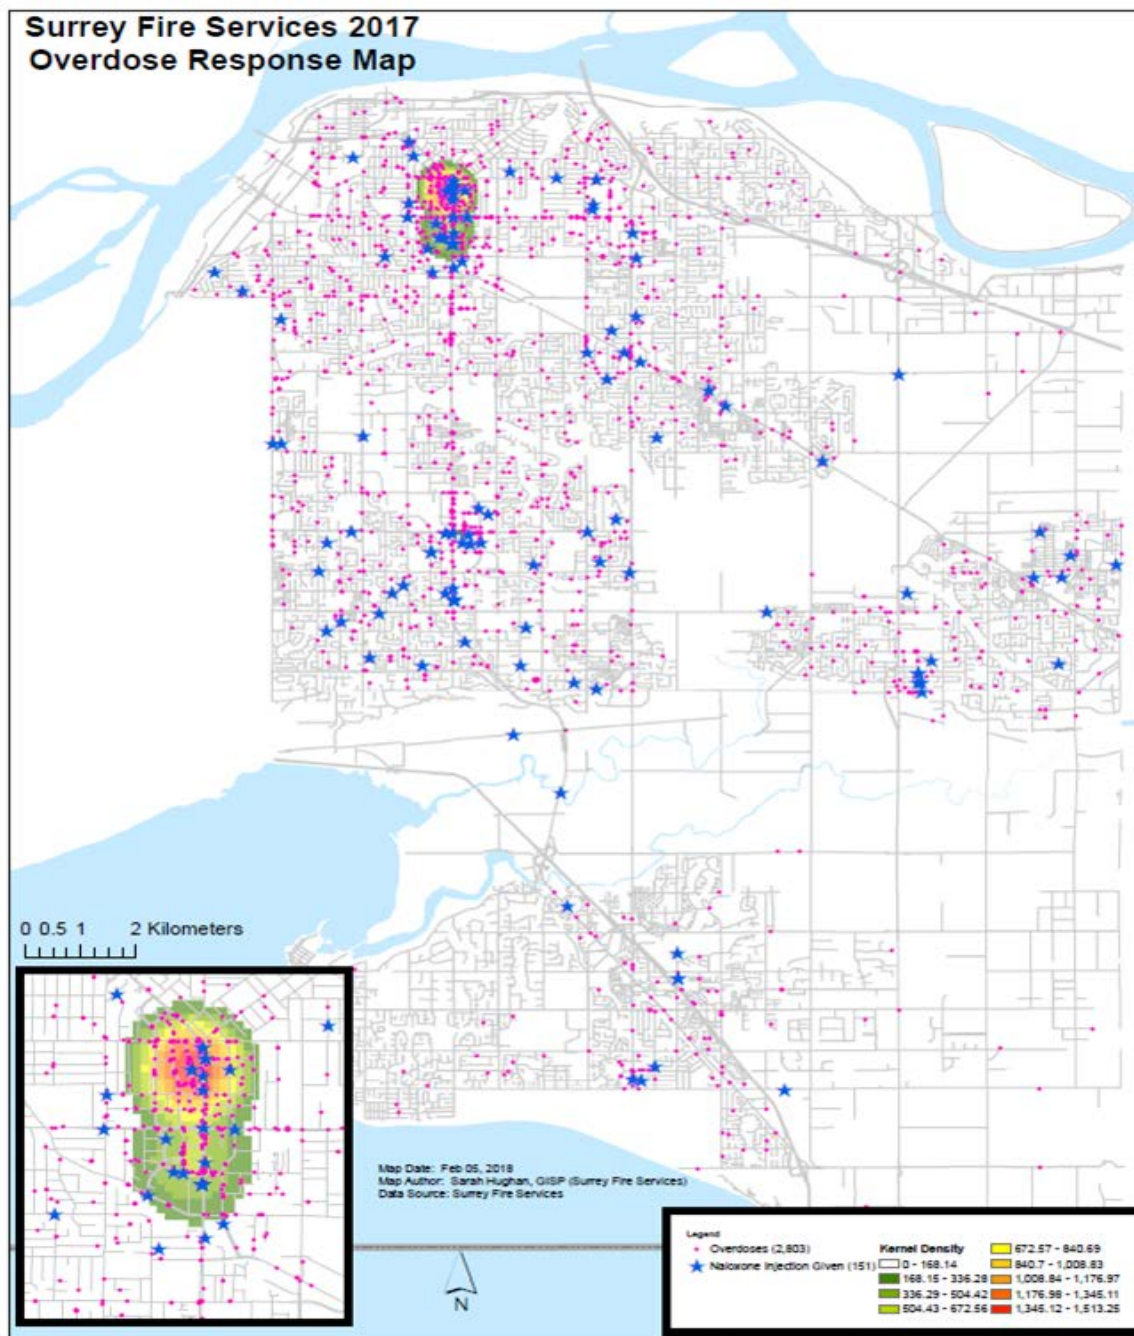 Surrey Fire Services 2017
Overdose Response Map
0 0.5 1 2 Kilometers
Map Date: Feb 05, 2018
Map Author: Sarah Hughan, GISP (Surrey Fire Services)
Data Source: Surrey Fire Services
N
Legend
Overdoses (2,803)
Naloxone Injection Given (151)
Kernel Density
0 - 168.14
168.15 - 336.28
336.29 - 504.42
504.43 - 672.56
672.57 - 840.69
840.7 - 1,008.83
1,008.84 - 1,176.97
1,176.98 - 1,345.11
1,345.12 - 1,513.25